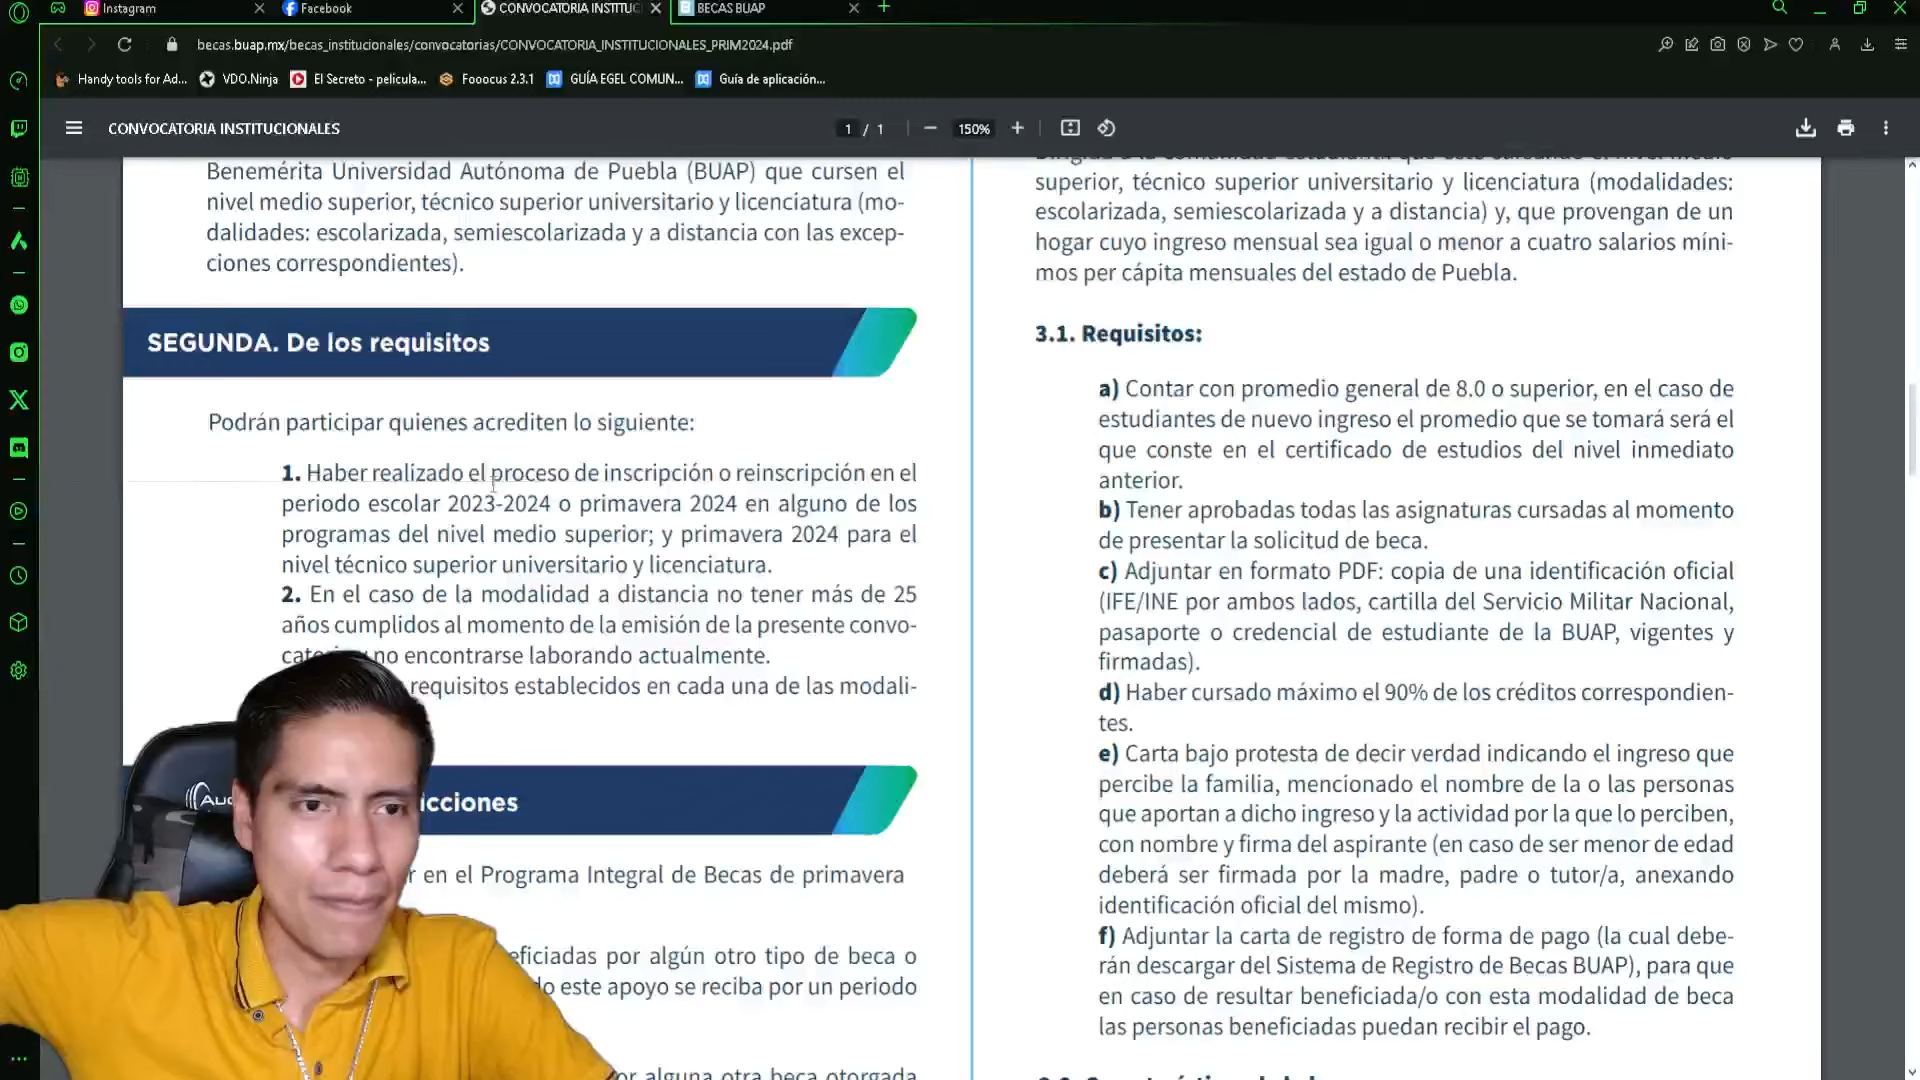 Instagram
Facebook
CONVOCATORIA INSTITUC
BECAS BUAP
becas.buap.mx/becas_institucionales/convocatorias/CONVOCATORIA_INSTITUCIONALES_PRIM2024.pdf
Handy tools for Ad...
VDO.Ninja
El Secreto - pelicula...
Fooocus 2.3.1
GUÍA EGEL COMUN...
Guía de aplicación...
CONVOCATORIA INSTITUCIONALES
1 / 1
150%
Benemérita Universidad Autónoma de Puebla (BUAP) que cursen el
nivel medio superior, técnico superior universitario y licenciatura (mo-
dalidades: escolarizada, semiescolarizada y a distancia con las excep-
ciones correspondientes).
SEGUNDA. De los requisitos
Podrán participar quienes acrediten lo siguiente:
1. Haber realizado el proceso de inscripción o reinscripción en el
periodo escolar 2023-2024 o primavera 2024 en alguno de los
programas del nivel medio superior; y primavera 2024 para el
nivel técnico superior universitario y licenciatura.
2. En el caso de la modalidad a distancia no tener más de 25
años cumplidos al momento de la emisión de la presente convo-
no encontrarse laborando actualmente.
requisitos establecidos en cada una de las modali-
icciones
r en el Programa Integral de Becas de primavera
eficiadas por algún otro tipo de beca o
do este apoyo se reciba por un periodo
or alguna otra beca otorgada
superior, técnico superior universitario y licenciatura (modalidades:
escolarizada, semiescolarizada y a distancia) y, que provengan de un
hogar cuyo ingreso mensual sea igual o menor a cuatro salarios míni-
mos per cápita mensuales del estado de Puebla.
3.1. Requisitos:
a) Contar con promedio general de 8.0 o superior, en el caso de
estudiantes de nuevo ingreso el promedio que se tomará será el
que conste en el certificado de estudios del nivel inmediato
anterior.
b) Tener aprobadas todas las asignaturas cursadas al momento
de presentar la solicitud de beca.
c) Adjuntar en formato PDF: copia de una identificación oficial
(IFE/INE por ambos lados, cartilla del Servicio Militar Nacional,
pasaporte o credencial de estudiante de la BUAP, vigentes y
firmadas).
d) Haber cursado máximo el 90% de los créditos correspondien-
tes.
e) Carta bajo protesta de decir verdad indicando el ingreso que
percibe la familia, mencionado el nombre de la o las personas
que aportan a dicho ingreso y la actividad por la que lo perciben,
con nombre y firma del aspirante (en caso de ser menor de edad
deberá ser firmada por la madre, padre o tutor/a, anexando
identificación oficial del mismo).
f) Adjuntar la carta de registro de forma de pago (la cual debe-
rán descargar del Sistema de Registro de Becas BUAP), para que
en caso de resultar beneficiada/o con esta modalidad de beca
las personas beneficiadas puedan recibir el pago.